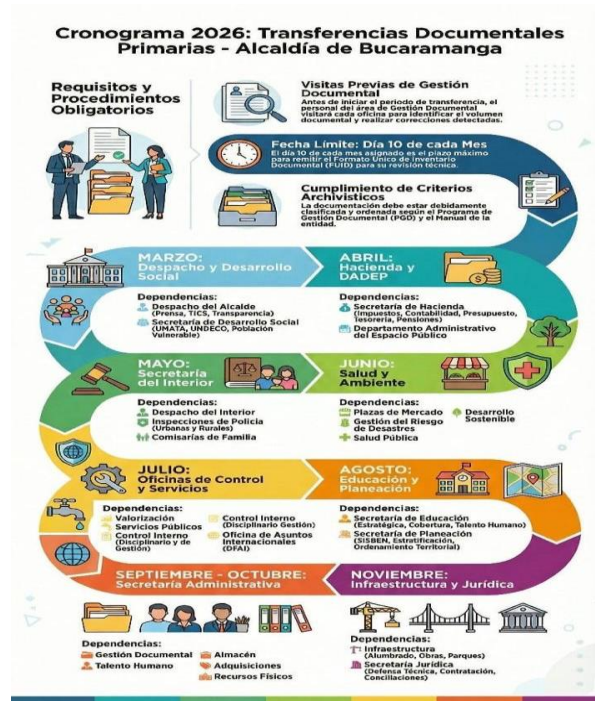 Cronograma 2026: Transferencias Documentales
Primarias - Alcaldía de Bucaramanga
Requisitos y
Procedimientos
Obligatorios
Visitas Previas de Gestión
Documental
Antes de iniciar el periodo de transferencia, el
personal del área de Gestión Documental
visitará cada oficina para identificar el volumen
documental y realizar correcciones detectadas.
Fecha Límite: Día 10 de cada Mes
El día 10 de cada mes asignado es el plazo máximo
para remitir el Formato Único de Inventario
Documental (FUID) para su revisión técnica.
Cumplimiento de Criterios
Archivísticos
La documentación debe estar debidamente
clasificada y ordenada según el Programa de
Gestión Documental (PGD) y el Manual de la
entidad.
MARZO:
Despacho y Desarrollo
Social
Dependencias:
Despacho del Alcalde
(Prensa, TICS, Transparencia)
Secretaría de Desarrollo Social
(UMATA, UNDECO, Población
Vulnerable)
ABRIL:
Hacienda y
DADEP
Dependencias:
Secretaría de Hacienda
(Impuestos, Contabilidad, Presupuesto,
Tesorería, Pensiones)
Departamento Administrativo
del Espacio Público
MAYO:
Secretaría
del Interior
Dependencias:
Despacho del Interior
Inspecciones de Policía
(Urbanas y Rurales)
Comisarías de Familia
JUNIO:
Salud y
Ambiente
Dependencias:
Plazas de Mercado
Gestión del Riesgo
de Desastres
Salud Pública
Desarrollo
Sostenible
JULIO:
Oficinas de Control
y Servicios
Dependencias:
Valorización
Servicios Públicos
Control Interno
(Disciplinario y de
Gestión)
Control Interno
(Disciplinario Gestión)
Oficina de Asuntos
Internacionales
(DFAI)
AGOSTO:
Educación y
Planeación
Dependencias:
Secretaría de Educación
(Estratégica, Cobertura, Talento Humano)
Secretaría de Planeación
(SISBEN, Estratificación,
Ordenamiento Territorial)
SEPTIEMBRE - OCTUBRE:
Secretaría Administrativa
Dependencias:
Gestión Documental
Talento Humano
Almacén
Adquisiciones
Recursos Físicos
NOVIEMBRE:
Infraestructura y Jurídica
Dependencias:
Infraestructura
(Alumbrado, Obras, Parques)
Secretaría Jurídica
(Defensa Técnica, Contratación,
Conciliaciones)